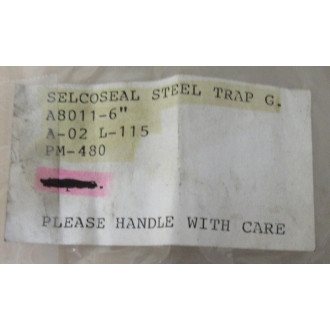 SELCOSEAL STEEL TRAP G.
A8011-6"
A-02 L-115
PM-480
PLEASE HANDLE WITH CARE